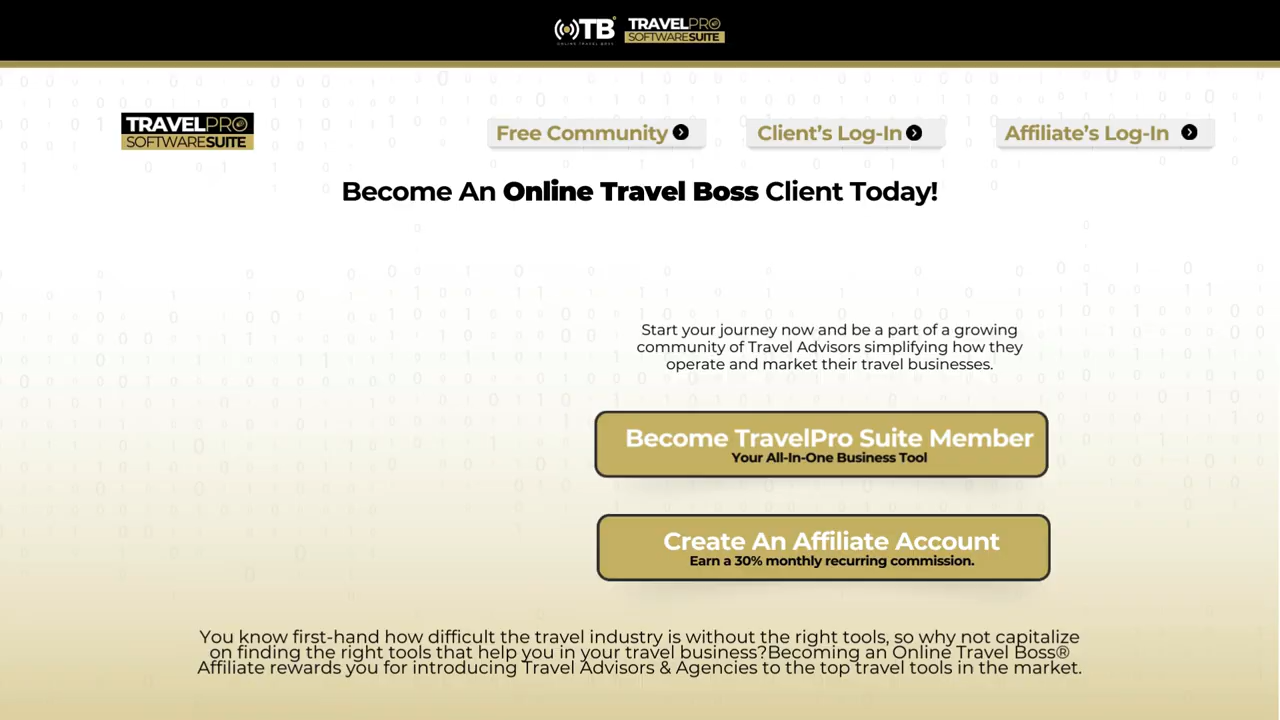 OTB
ONLINE TRAVEL BOSS
TRAVELPRO
SOFTWARESUITE
TRAVELPRO
SOFTWARESUITE
Free Community
Client's Log-In
Affiliate's Log-In
Become An Online Travel Boss Client Today!
Start your journey now and be a part of a growing
community of Travel Advisors simplifying how they
operate and market their travel businesses.
Become TravelPro Suite Member
Your All-In-One Business Tool
Create An Affiliate Account
Earn a 30% monthly recurring commission.
You know first-hand how difficult the travel industry is without the right tools, so why not capitalize
on finding the right tools that help you in your travel business?Becoming an Online Travel Boss®
Affiliate rewards you for introducing Travel Advisors & Agencies to the top travel tools in the market.